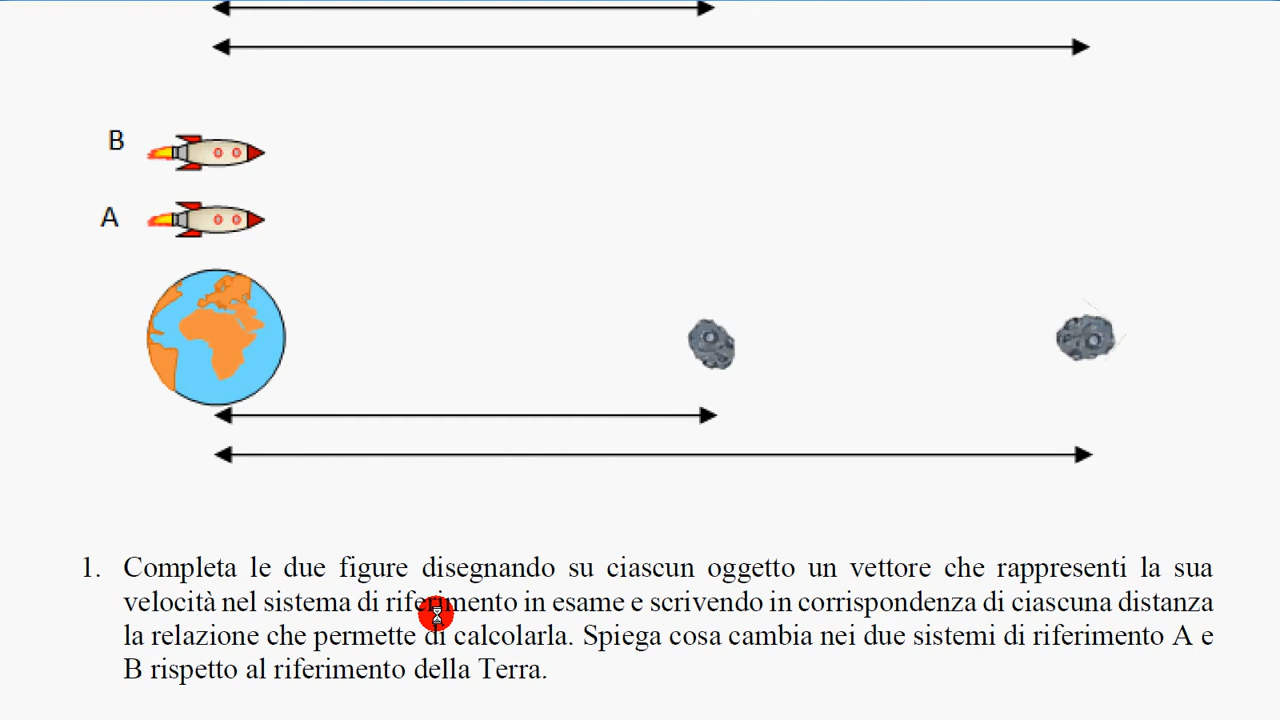 B
A
1. Completa le due figure disegnando su ciascun oggetto un vettore che rappresenti la sua
velocità nel sistema di riferimento in esame e scrivendo in corrispondenza di ciascuna distanza
la relazione che permette di calcolarla. Spiega cosa cambia nei due sistemi di riferimento A e
B rispetto al riferimento della Terra.